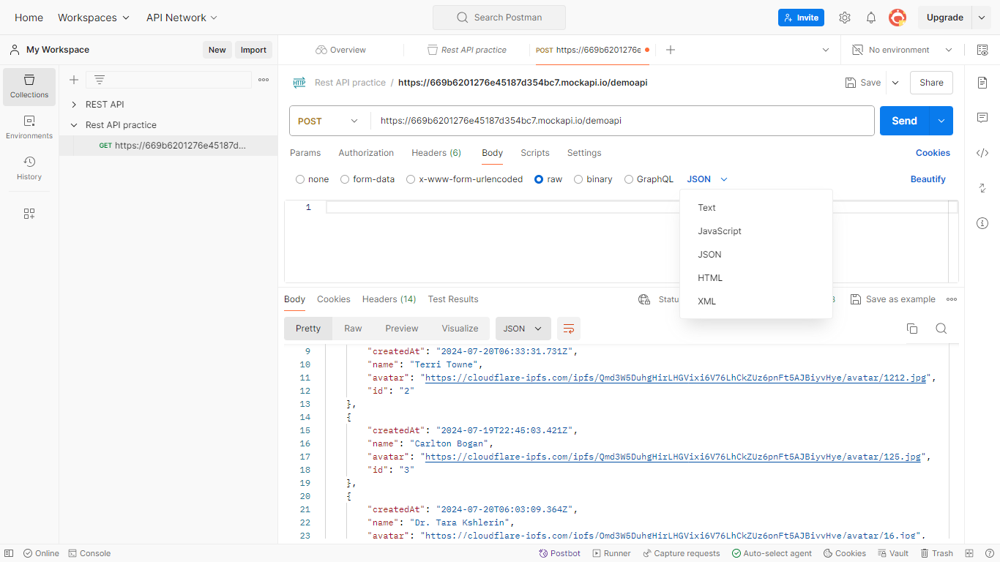 Home Workspaces API Network Search Postman Invite Upgrade
My Workspace New Import Overview Rest API practice POST https://669b6201276e No environment
Collections
Environments
History
REST API
Rest API practice
GET https://669b6201276e45187d...
HTTP Rest API practice / https://669b6201276e45187d354bc7.mockapi.io/demoapi Save Share
POST https://669b6201276e45187d354bc7.mockapi.io/demoapi Send
Params Authorization Headers (6) Body Scripts Settings Cookies
none form-data x-www-form-urlencoded raw binary GraphQL JSON Beautify
1
Text
JavaScript
JSON
HTML
XML
Body Cookies Headers (14) Test Results Statu Save as example
Pretty Raw Preview Visualize JSON
9 "createdAt": "2024-07-20T06:33:31.731Z",
10 "name": "Terri Towne",
11 "avatar": "https://cloudflare-ipfs.com/ipfs/Qmd3W5DuhgHirLHGVixi6V76LhCkZUz6pnFt5AJBiyvHye/avatar/1212.jpg",
12 "id": "2"
13 },
14 {
15 "createdAt": "2024-07-19T22:45:03.421Z",
16 "name": "Carlton Bogan",
17 "avatar": "https://cloudflare-ipfs.com/ipfs/Qmd3W5DuhgHirLHGVixi6V76LhCkZUz6pnFt5AJBiyvHye/avatar/125.jpg",
18 "id": "3"
19 },
20 {
21 "createdAt": "2024-07-20T06:03:09.364Z",
22 "name": "Dr. Tara Kshlerin",
23 "avatar": "https://cloudflare-ipfs.com/ipfs/Qmd3W5DuhgHirLHGVixi6V76LhCkZUz6pnFt5AJBiyvHye/avatar/16.jpg",
Online Console Postbot Runner Capture requests Auto-select agent Cookies Vault Trash